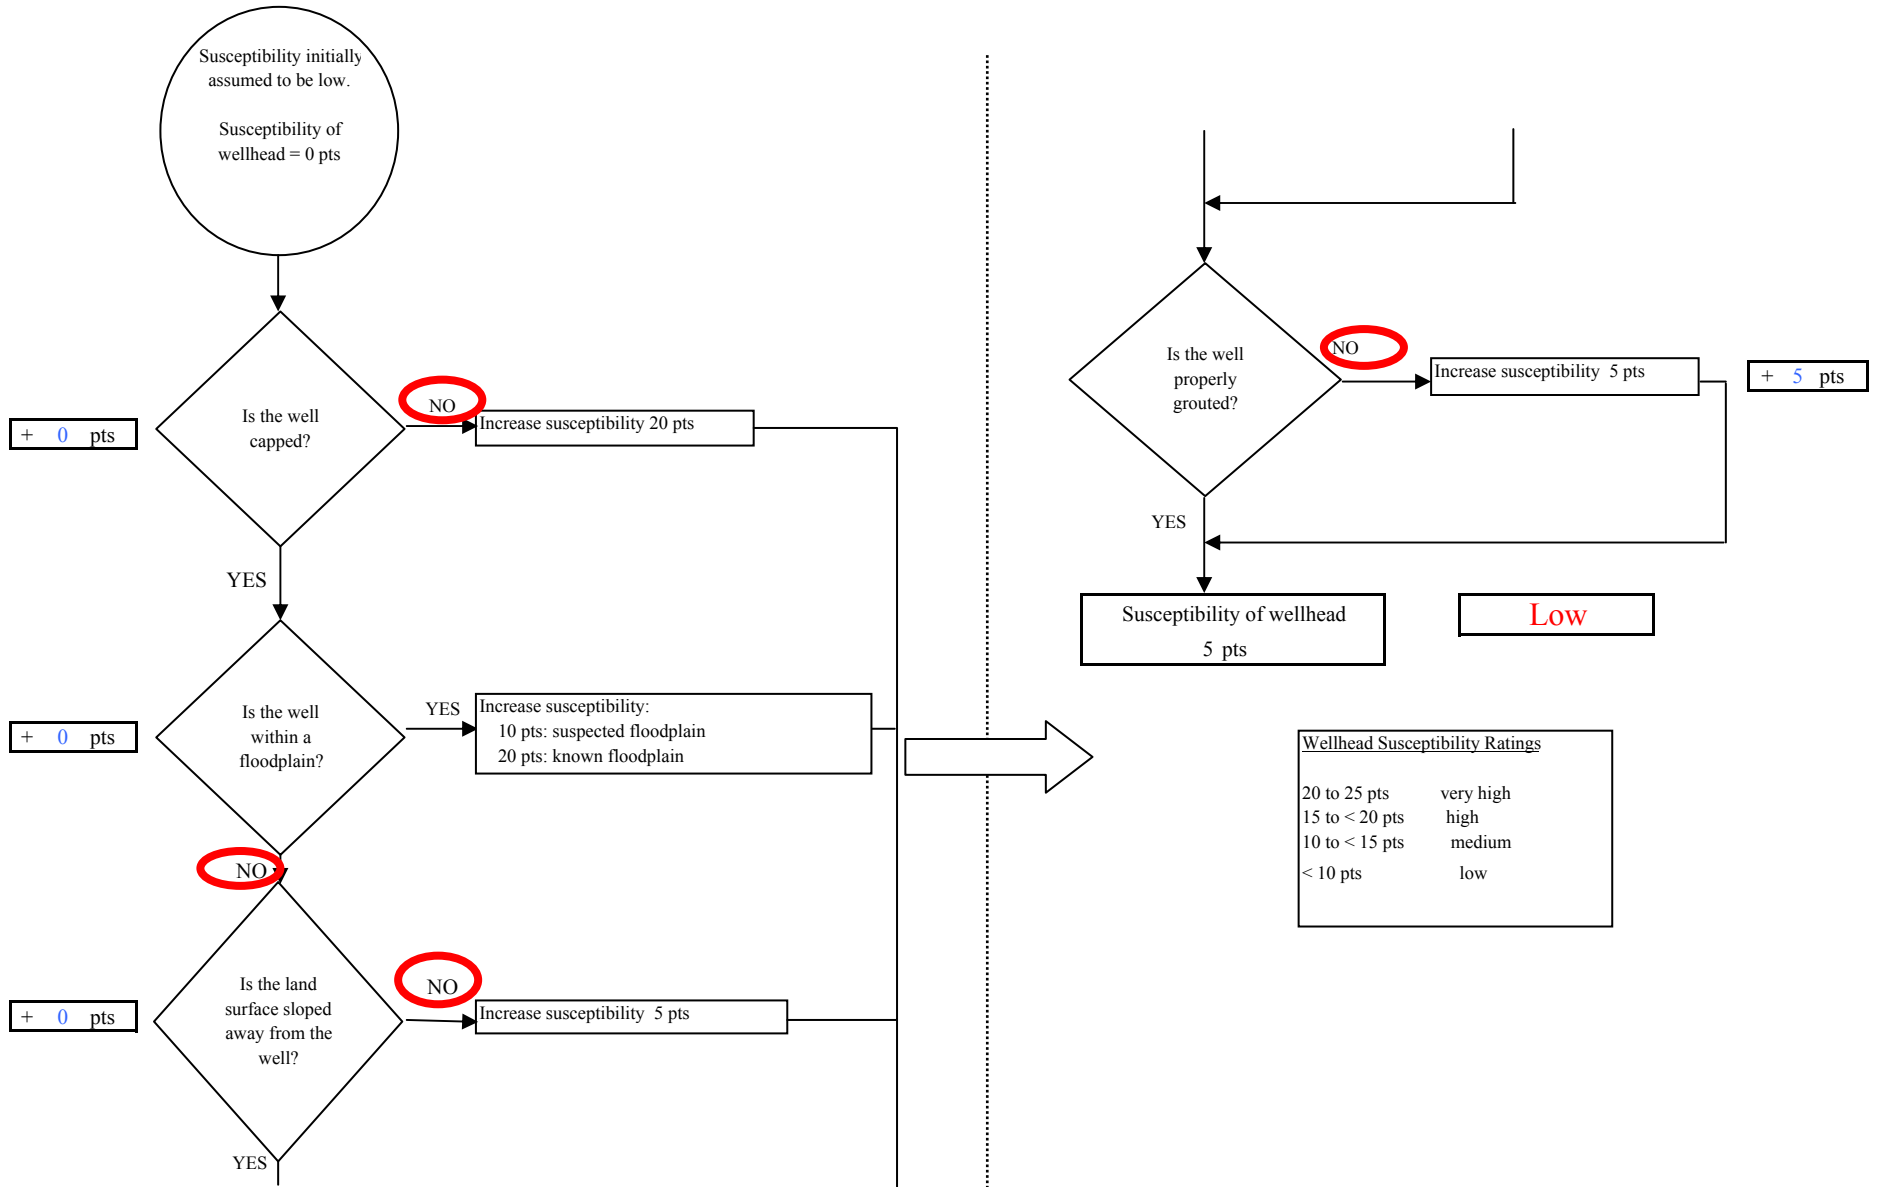 Susceptibility initially
assumed to be low.
Susceptibility of
wellhead = 0 pts
+ 0 pts
Is the well
capped?
NO
Increase susceptibility 20 pts
YES
+ 0 pts
Is the well
within a
floodplain?
YES
Increase susceptibility:
10 pts: suspected floodplain
20 pts: known floodplain
NO
+ 0 pts
Is the land
surface sloped
away from the
well?
NO
Increase susceptibility 5 pts
YES
Is the well
properly
grouted?
NO
Increase susceptibility 5 pts
+ 5 pts
YES
Susceptibility of wellhead
5 pts
Low
Wellhead Susceptibility Ratings
20 to 25 pts very high
15 to < 20 pts high
10 to < 15 pts medium
< 10 pts low